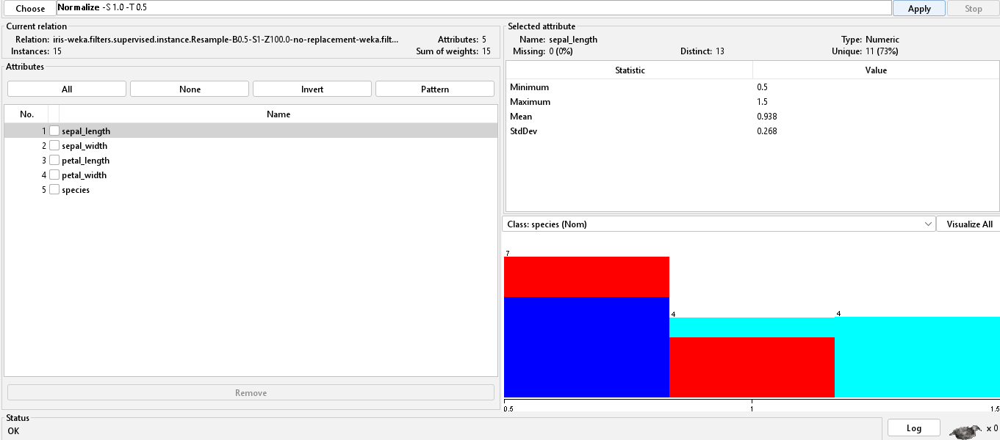 Choose Normalize -S 1.0 -T 0.5 Apply Stop
Current relation
Relation: iris-weka.filters.supervised.instance.Resample-B0.5-S1-Z100.0-no-replacement-weka.filt... Attributes: 5
Instances: 15 Sum of weights: 15
Attributes
All None Invert Pattern
No. Name
1 sepal_length
2 sepal_width
3 petal_length
4 petal_width
5 species
Remove
Selected attribute
Name: sepal_length Type: Numeric
Missing: 0 (0%) Distinct: 13 Unique: 11 (73%)
Statistic Value
Minimum 0.5
Maximum 1.5
Mean 0.938
StdDev 0.268
Class: species (Nom) Visualize All
7
4 4
0.5 1 1.5
Status
OK Log x 0